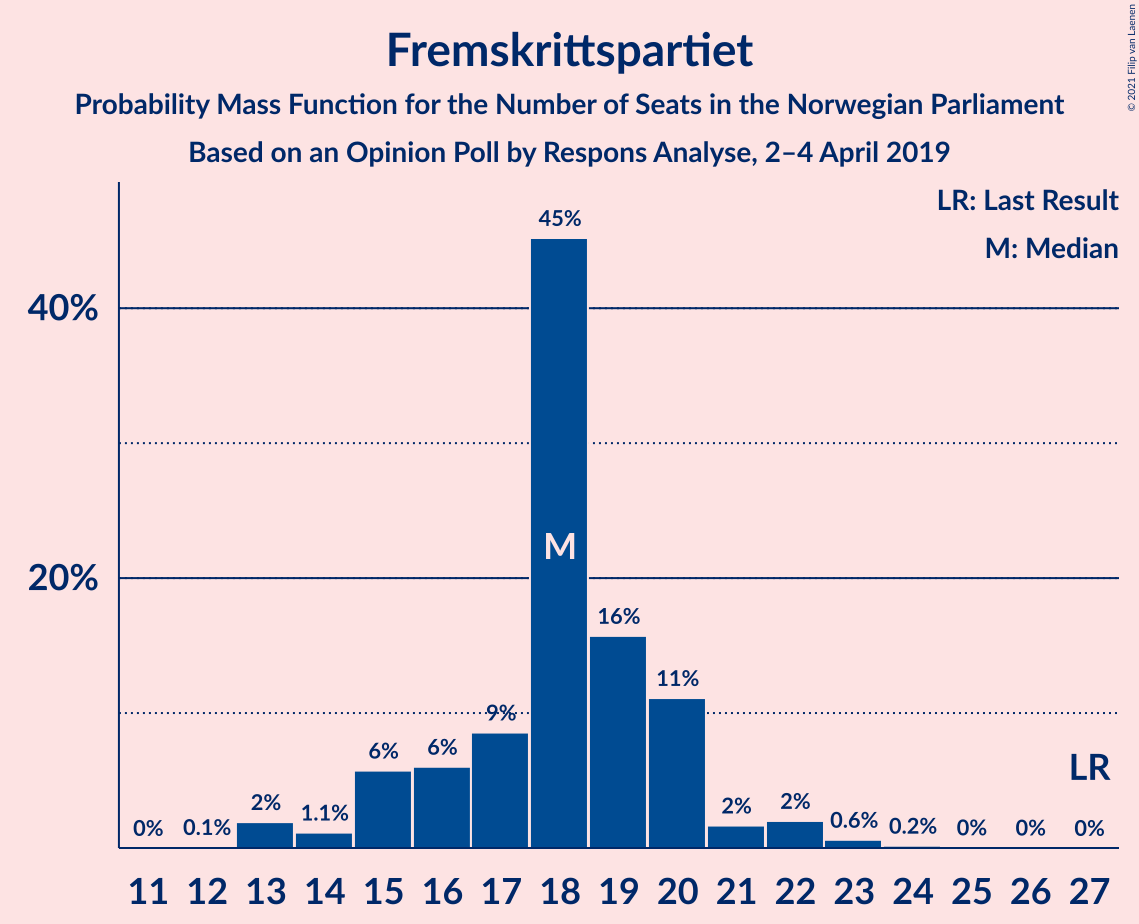 Fremskrittspartiet
Probability Mass Function for the Number of Seats in the Norwegian Parliament
Based on an Opinion Poll by Respons Analyse, 2–4 April 2019
© 2021 Filip van Laenen
LR: Last Result
M: Median
40%
20%
0%
0.1%
2%
1.1%
6%
6%
9%
45%
M
16%
11%
2%
2%
0.6%
0.2%
0%
0%
0%
LR
11 12 13 14 15 16 17 18 19 20 21 22 23 24 25 26 27